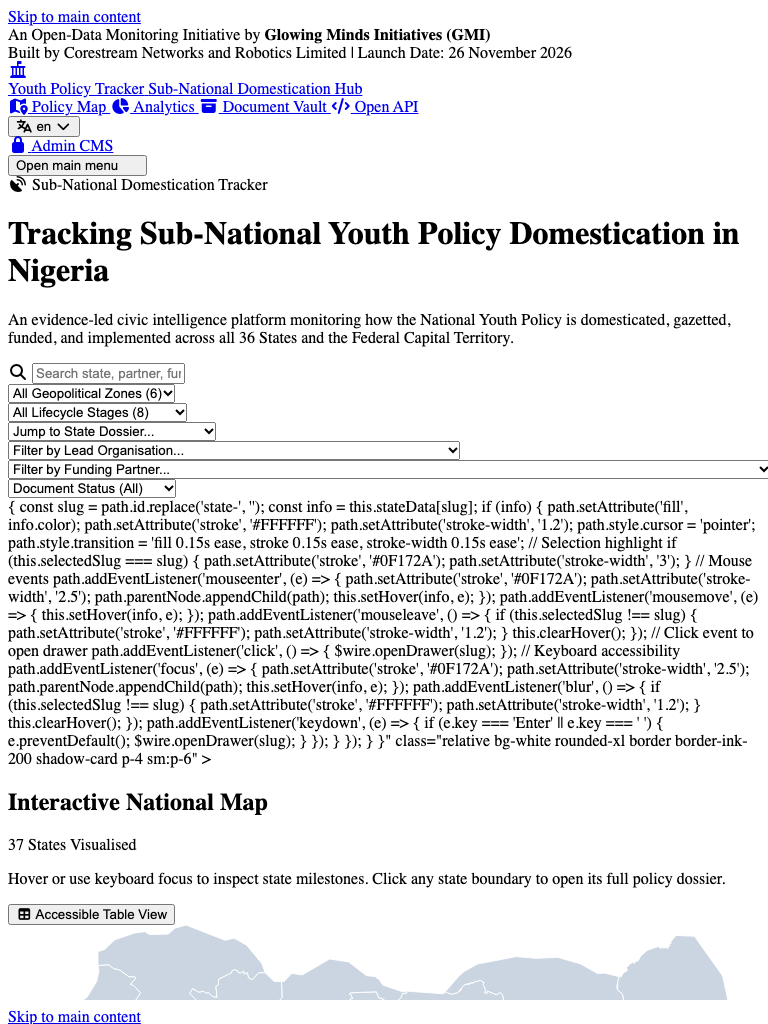 Skip to main content
An Open-Data Monitoring Initiative by Glowing Minds Initiatives (GMI)
Built by Corestream Networks and Robotics Limited | Launch Date: 26 November 2026
Youth Policy Tracker Sub-National Domestication Hub
Policy Map Analytics Document Vault Open API
en
Admin CMS
Open main menu
Sub-National Domestication Tracker
Tracking Sub-National Youth Policy Domestication in
Nigeria
An evidence-led civic intelligence platform monitoring how the National Youth Policy is domesticated, gazetted,
funded, and implemented across all 36 States and the Federal Capital Territory.
Search state, partner, fun
All Geopolitical Zones (6)
All Lifecycle Stages (8)
Jump to State Dossier...
Filter by Lead Organisation...
Filter by Funding Partner...
Document Status (All)
{ const slug = path.id.replace('state-', ''); const info = this.stateData[slug]; if (info) { path.setAttribute('fill',
info.color); path.setAttribute('stroke', '#FFFFFF'); path.setAttribute('stroke-width', '1.2'); path.style.cursor = 'pointer';
path.style.transition = 'fill 0.15s ease, stroke 0.15s ease, stroke-width 0.15s ease'; // Selection highlight if
(this.selectedSlug === slug) { path.setAttribute('stroke', '#0F172A'); path.setAttribute('stroke-width', '3'); } // Mouse
events path.addEventListener('mouseenter', (e) => { path.setAttribute('stroke', '#0F172A'); path.setAttribute('stroke-
width', '2.5'); path.parentNode.appendChild(path); this.setHover(info, e); }); path.addEventListener('mousemove', (e)
=> { this.setHover(info, e); }); path.addEventListener('mouseleave', () => { if (this.selectedSlug !== slug) {
path.setAttribute('stroke', '#FFFFFF'); path.setAttribute('stroke-width', '1.2'); } this.clearHover(); }); // Click event to
open drawer path.addEventListener('click', () => { $wire.openDrawer(slug); }); // Keyboard accessibility
path.addEventListener('focus', (e) => { path.setAttribute('stroke', '#0F172A'); path.setAttribute('stroke-width', '2.5');
path.parentNode.appendChild(path); this.setHover(info, e); }); path.addEventListener('blur', () => { if
(this.selectedSlug !== slug) { path.setAttribute('stroke', '#FFFFFF'); path.setAttribute('stroke-width', '1.2'); }
this.clearHover(); }); path.addEventListener('keydown', (e) => { if (e.key === 'Enter' || e.key === ' ') {
e.preventDefault(); $wire.openDrawer(slug); } }); } }); } }" class="relative bg-white rounded-xl border border-ink-
200 shadow-card p-4 sm:p-6" >
Interactive National Map
37 States Visualised
Hover or use keyboard focus to inspect state milestones. Click any state boundary to open its full policy dossier.
Accessible Table View
Skip to main content